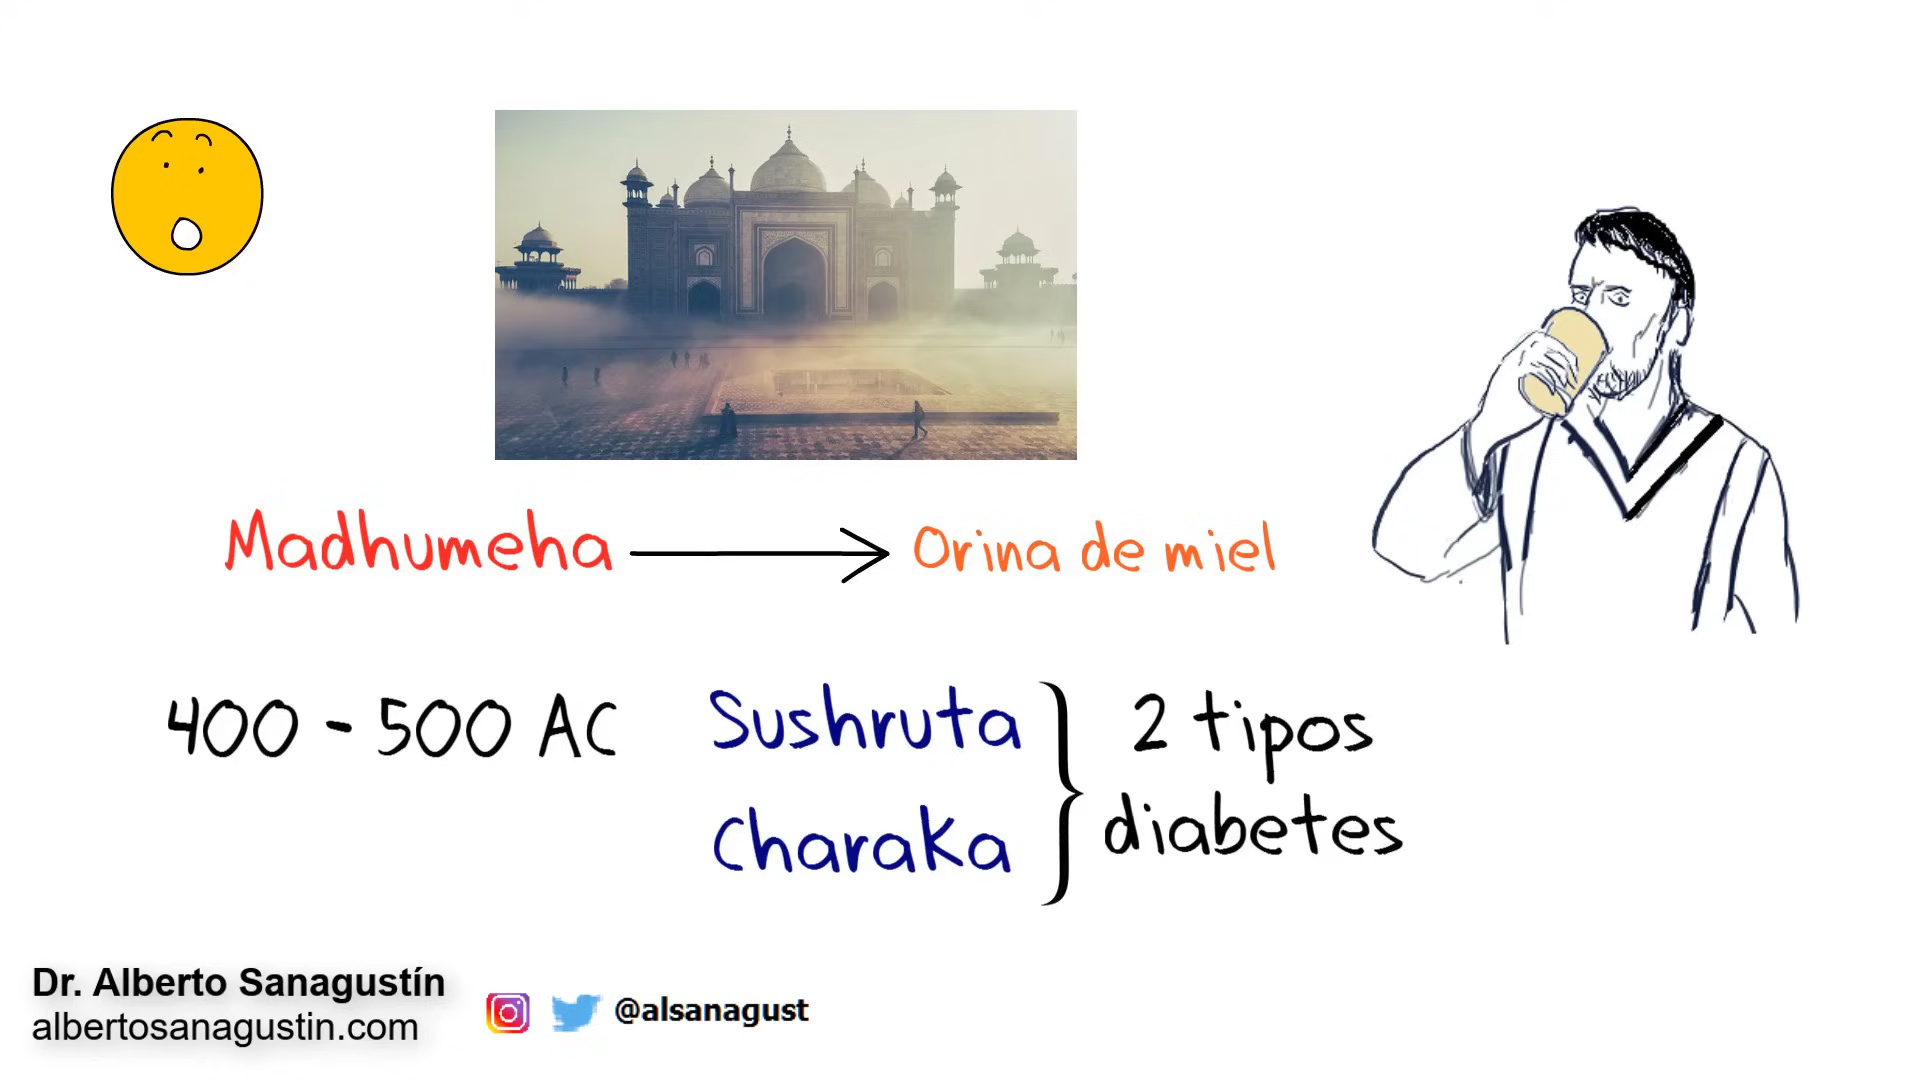 Madhumeha
Orina de miel
400 - 500 AC
Sushruta
Charaka
2 tipos
diabetes
Dr. Alberto Sanagustín
albertosanagustin.com
@alsanagust